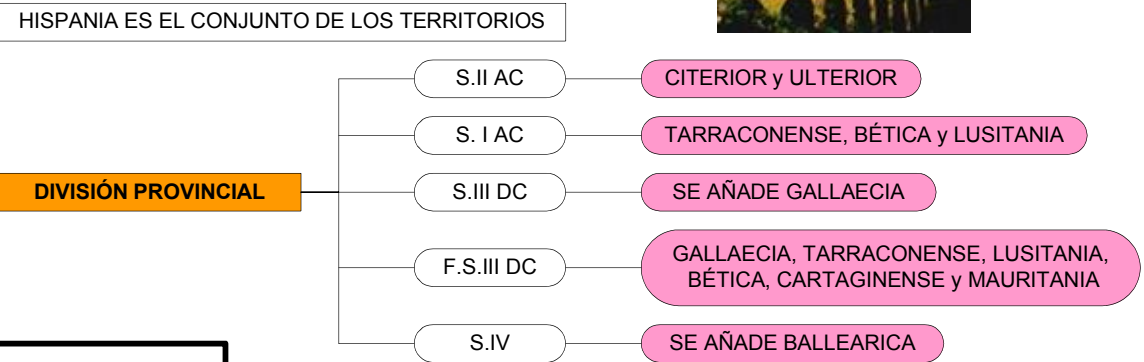 HISPANIA ES EL CONJUNTO DE LOS TERRITORIOS
S.II AC
CITERIOR y ULTERIOR
S. I AC
TARRACONENSE, BÉTICA y LUSITANIA
DIVISIÓN PROVINCIAL
S.III DC
SE AÑADE GALLAECIA
F.S.III DC
GALLAECIA, TARRACONENSE, LUSITANIA,
BÉTICA, CARTAGINENSE y MAURITANIA
S.IV
SE AÑADE BALLEARICA